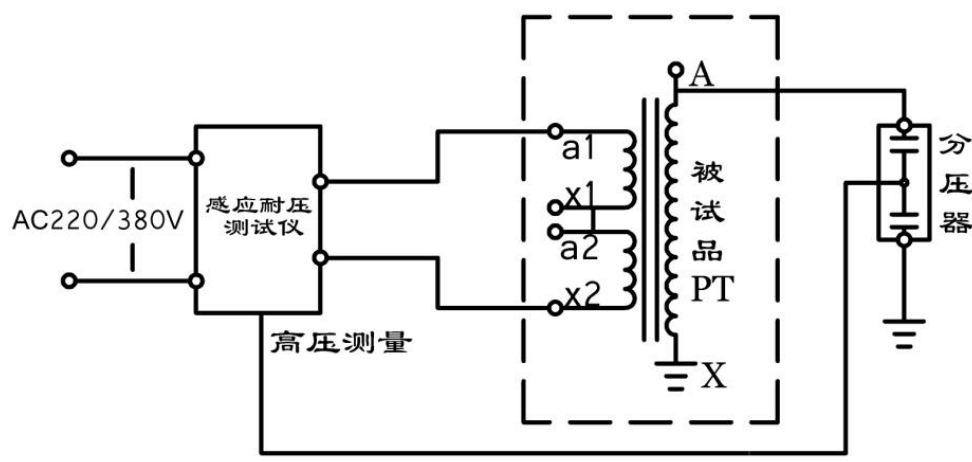 AC220/380V
感应耐压
测试仪
高压测量
a1
x1
a2
x2
A
被试品
PT
X
分压器